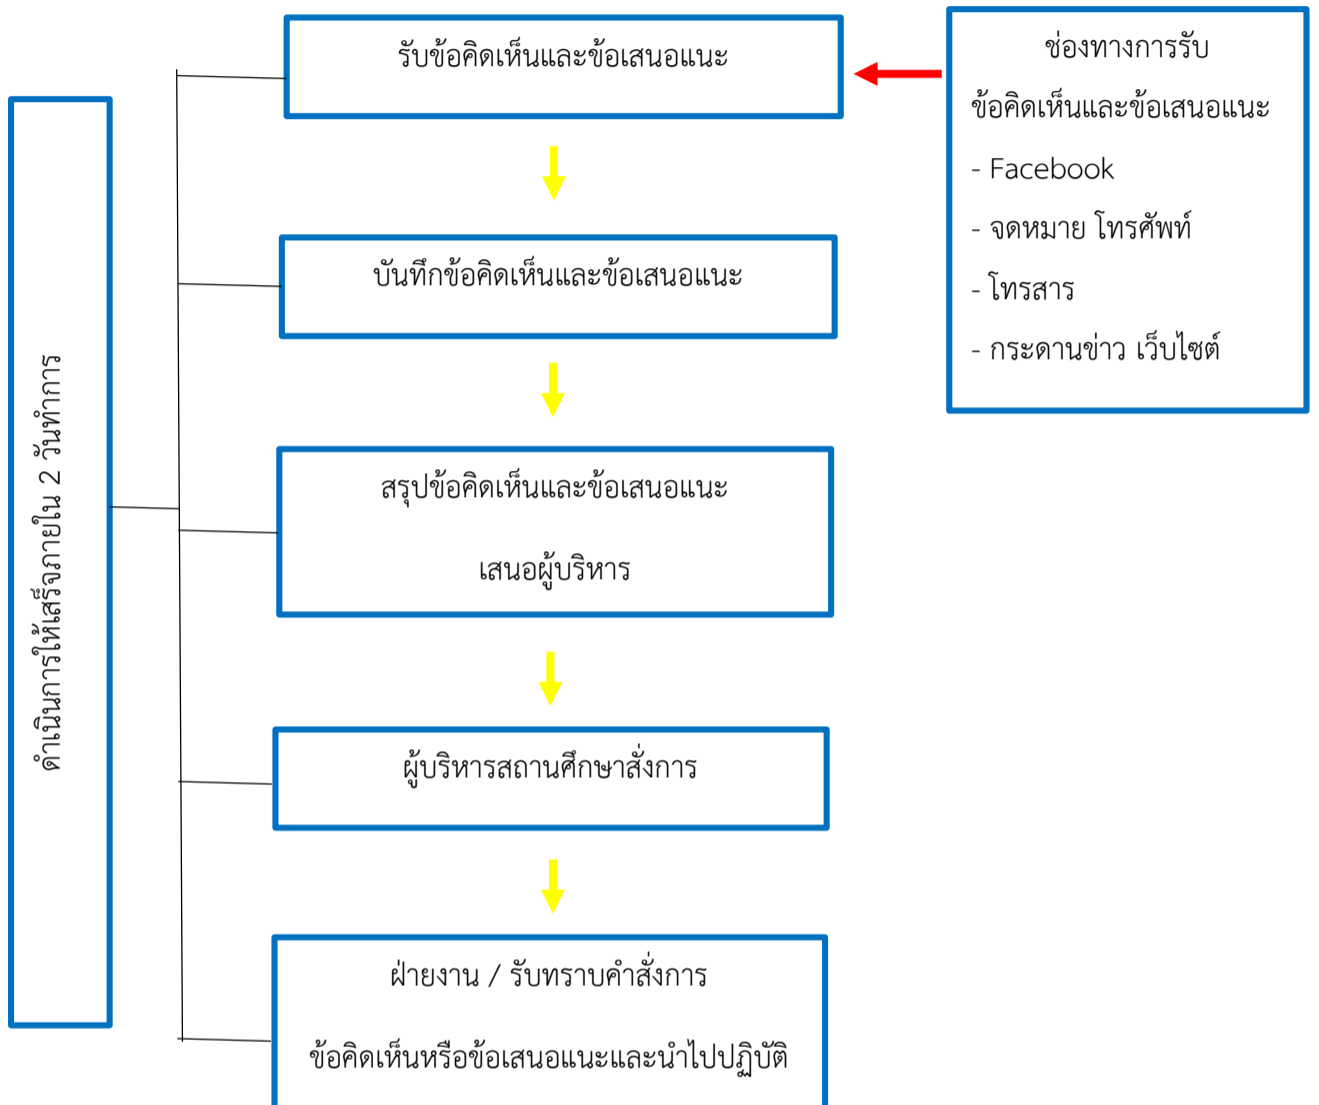 รับข้อคิดเห็นและข้อเสนอแนะ
ช่องทางการรับ
ข้อคิดเห็นและข้อเสนอแนะ
- Facebook
- จดหมาย โทรศัพท์
- โทรสาร
- กระดานข่าว เว็บไซต์
บันทึกข้อคิดเห็นและข้อเสนอแนะ
สรุปข้อคิดเห็นและข้อเสนอแนะ
เสนอผู้บริหาร
ผู้บริหารสถานศึกษาสั่งการ
ฝ่ายงาน / รับทราบคำสั่งการ
ข้อคิดเห็นหรือข้อเสนอแนะและนำไปปฏิบัติ
ดำเนินการให้เสร็จภายใน 2 วันทำการ